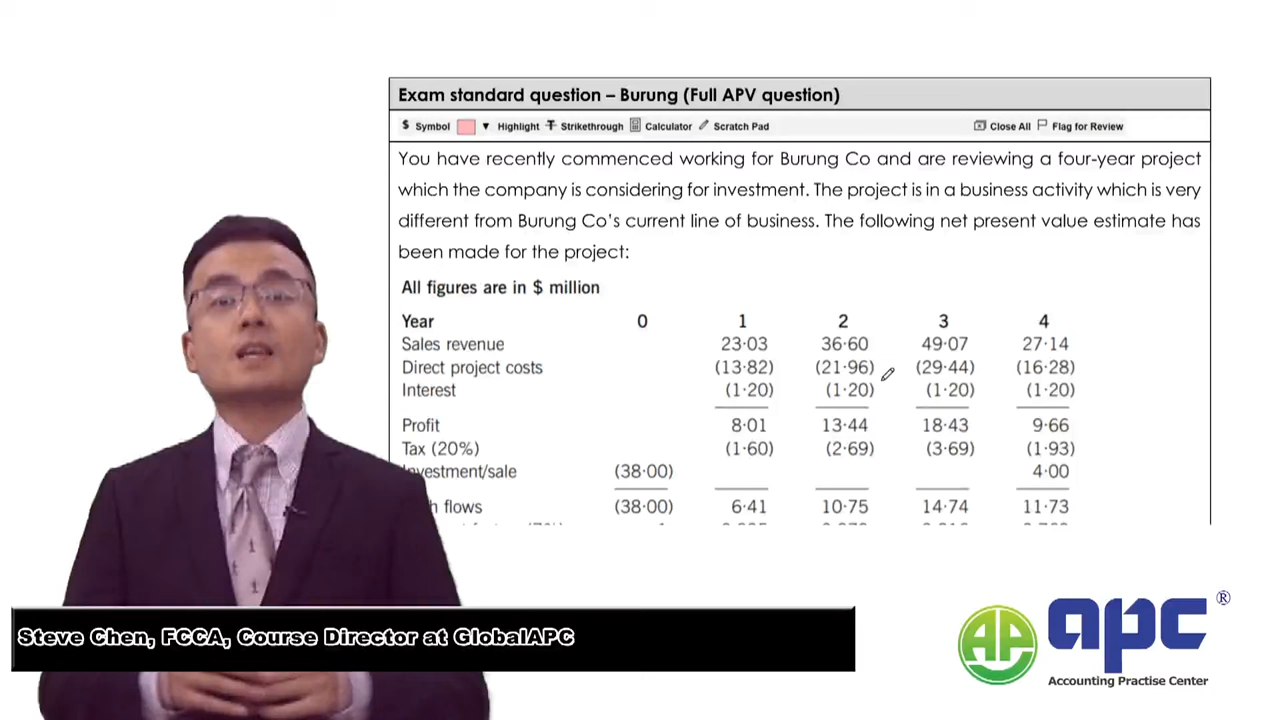 Exam standard question – Burung (Full APV question)
$ Symbol ▼ Highlight Strikethrough Calculator Scratch Pad Close All Flag for Review
You have recently commenced working for Burung Co and are reviewing a four-year project
which the company is considering for investment. The project is in a business activity which is very
different from Burung Co's current line of business. The following net present value estimate has
been made for the project:
All figures are in $ million
Year 0 1 2 3 4
Sales revenue 23·03 36·60 49·07 27·14
Direct project costs (13·82) (21·96) (29·44) (16·28)
Interest (1·20) (1·20) (1·20) (1·20)
Profit 8·01 13·44 18·43 9·66
Tax (20%) (1·60) (2·69) (3·69) (1·93)
Investment/sale (38·00) 4·00
flows (38·00) 6·41 10·75 14·74 11·73
Steve Chen, FCCA, Course Director at GlobalAPC
AP
apc ®
Accounting Practise Center